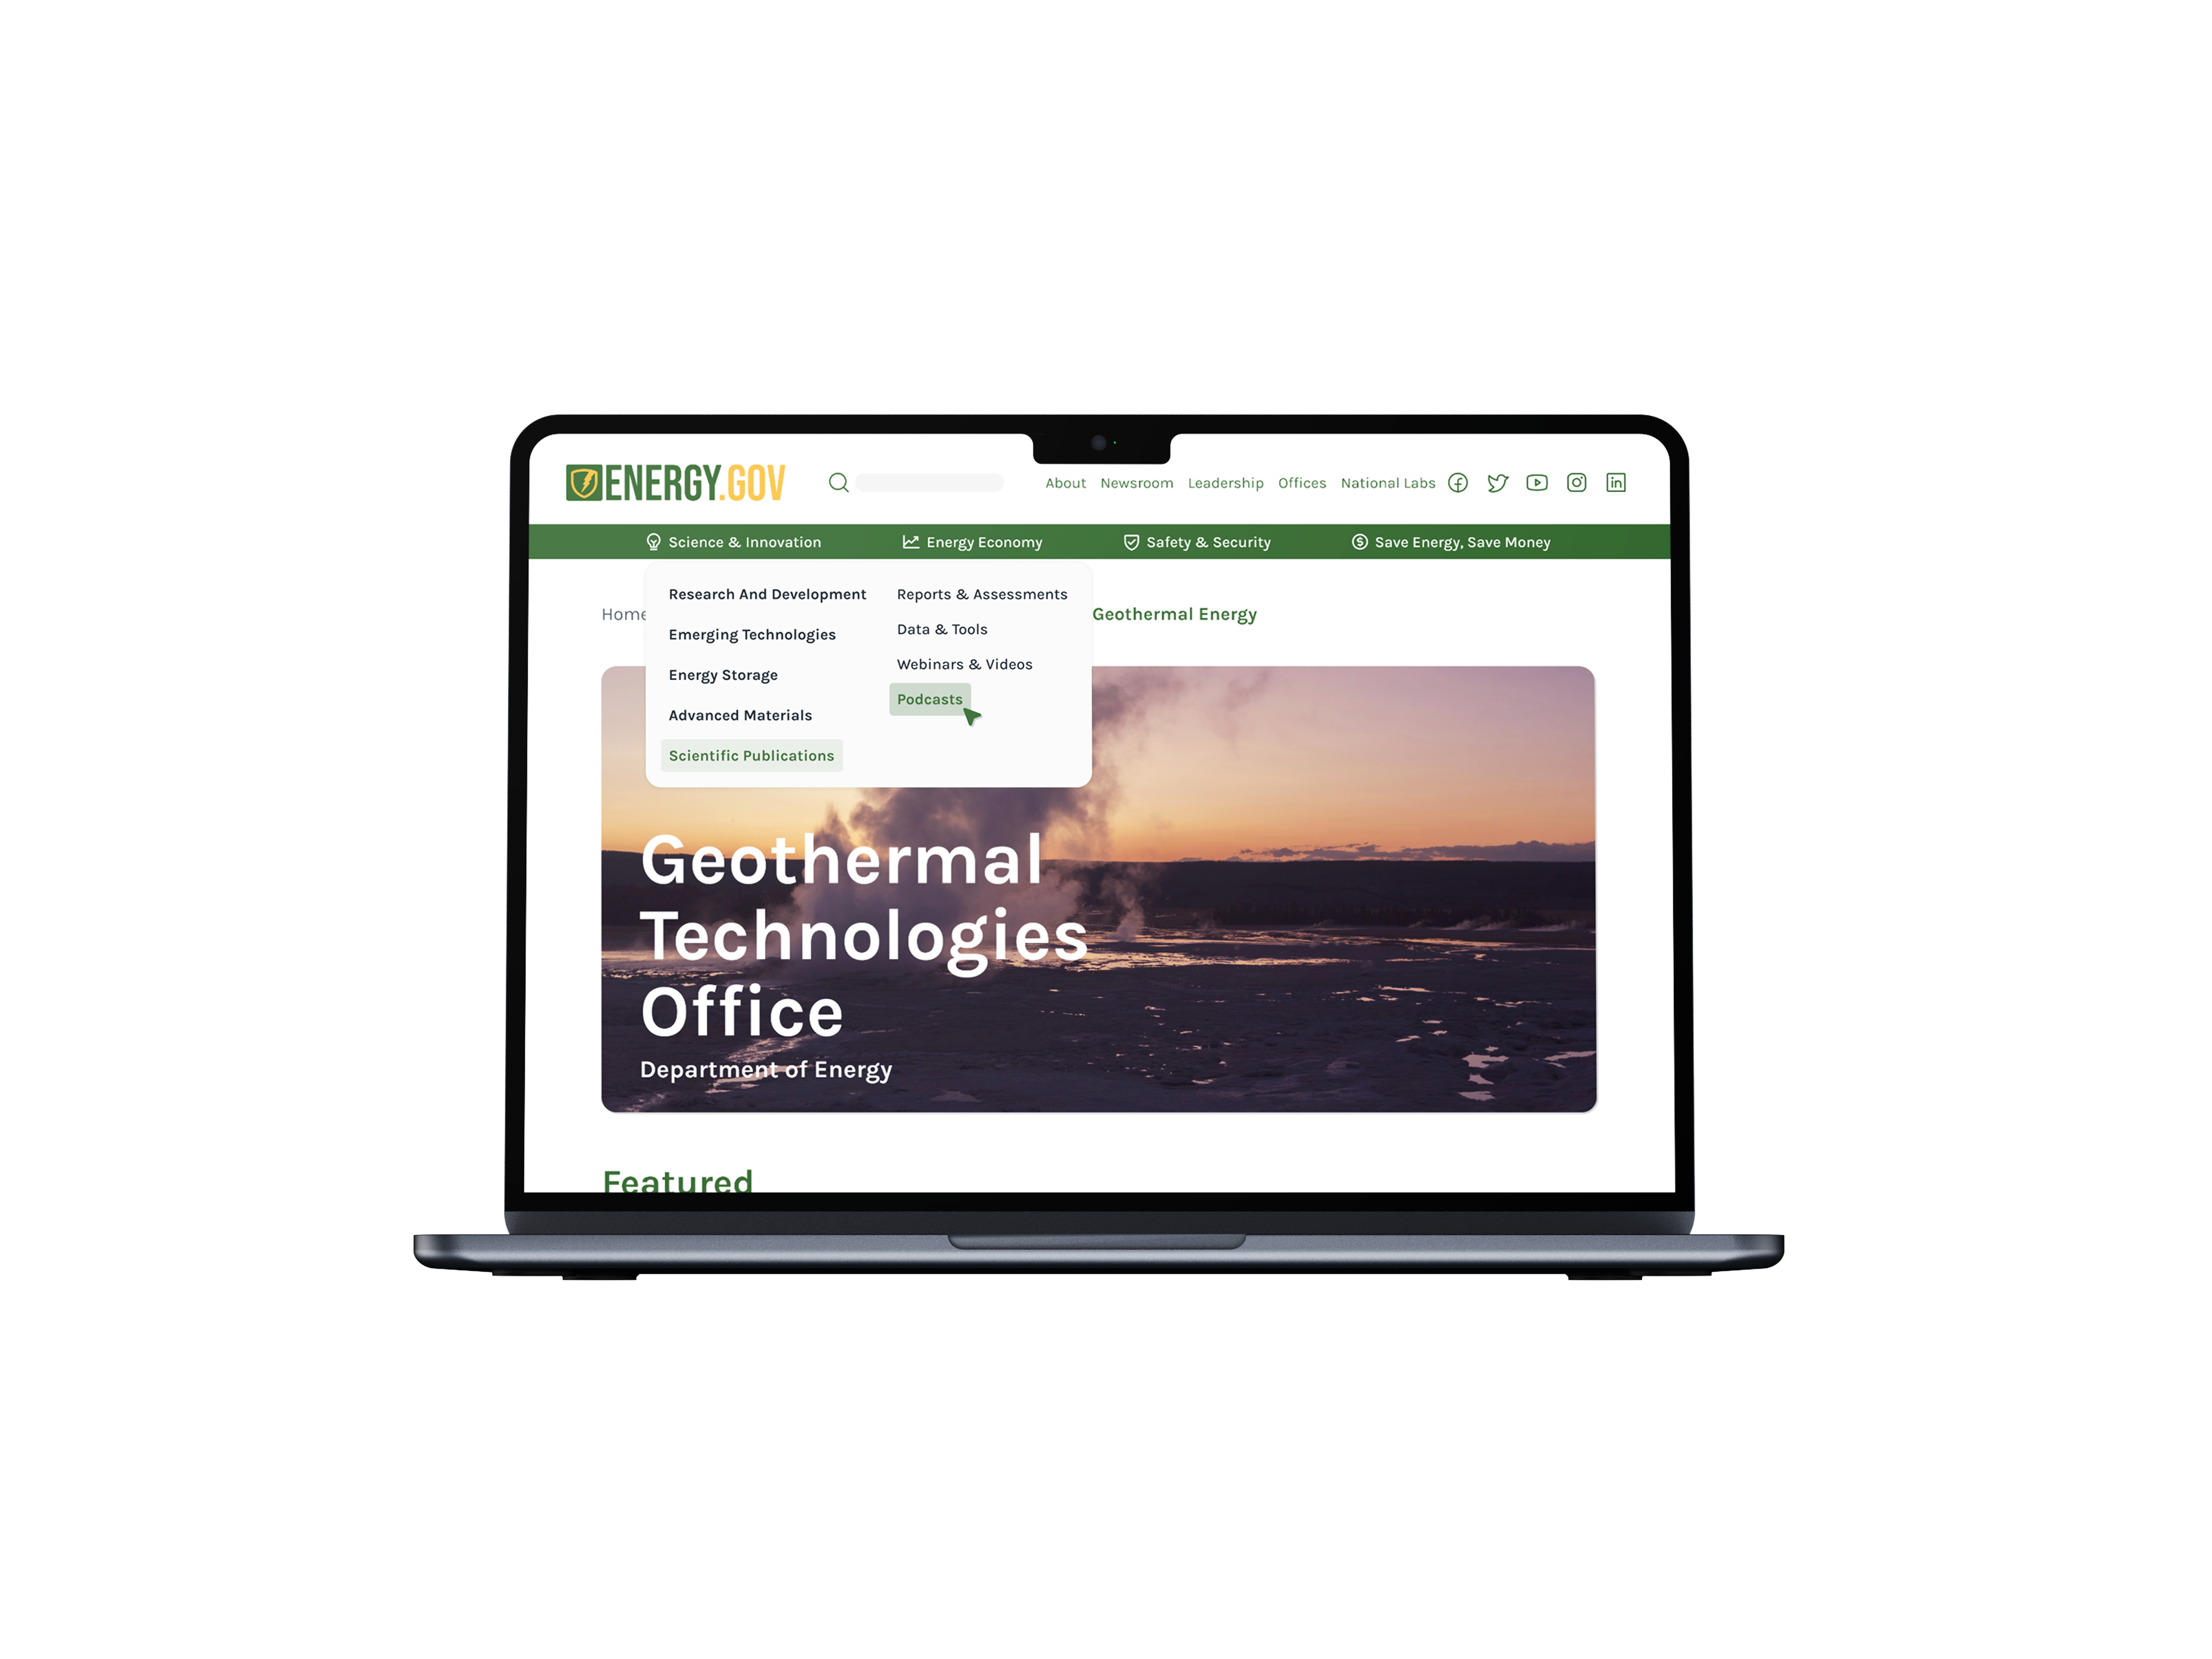 ENERGY.GOV
About Newsroom Leadership Offices National Labs
Science & Innovation Energy Economy Safety & Security Save Energy, Save Money
Home
Geothermal Energy
Research And Development
Emerging Technologies
Energy Storage
Advanced Materials
Scientific Publications
Reports & Assessments
Data & Tools
Webinars & Videos
Podcasts
Geothermal
Technologies
Office
Department of Energy
Featured